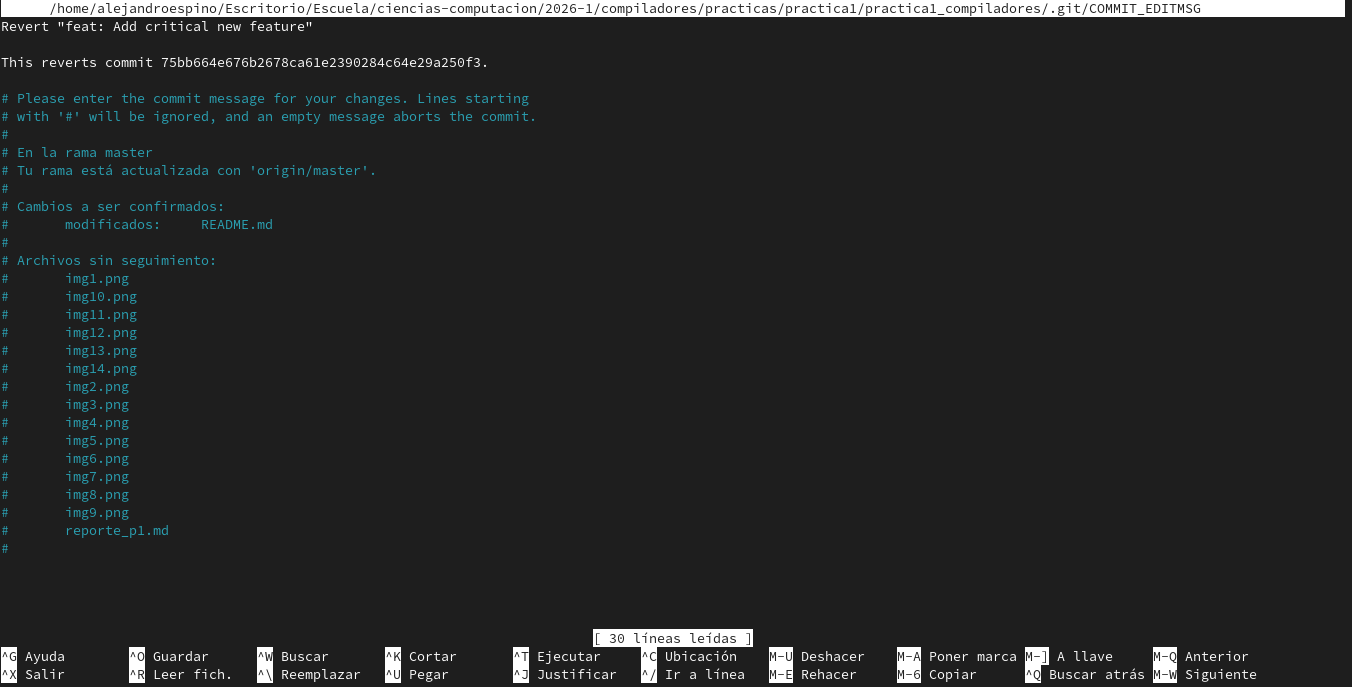 /home/alejandroespino/Escritorio/Escuela/ciencias-computacion/2026-1/compiladores/practicas/practica1/practica1_compiladores/.git/COMMIT_EDITMSG
Revert "feat: Add critical new feature"
This reverts commit 75bb664e676b2678ca61e2390284c64e29a250f3.
# Please enter the commit message for your changes. Lines starting
# with '#' will be ignored, and an empty message aborts the commit.
#
# En la rama master
# Tu rama está actualizada con 'origin/master'.
#
# Cambios a ser confirmados:
#       modificados:     README.md
#
# Archivos sin seguimiento:
#       img1.png
#       img10.png
#       img11.png
#       img12.png
#       img13.png
#       img14.png
#       img2.png
#       img3.png
#       img4.png
#       img5.png
#       img6.png
#       img7.png
#       img8.png
#       img9.png
#       reporte_p1.md
#
[ 30 líneas leídas ]
^G Ayuda ^O Guardar ^W Buscar ^K Cortar ^T Ejecutar ^C Ubicación M-U Deshacer M-A Poner marca M-] A llave M-Q Anterior
^X Salir ^R Leer fich. ^\ Reemplazar ^U Pegar ^J Justificar ^/ Ir a línea M-E Rehacer M-6 Copiar ^Q Buscar atrás M-W Siguiente